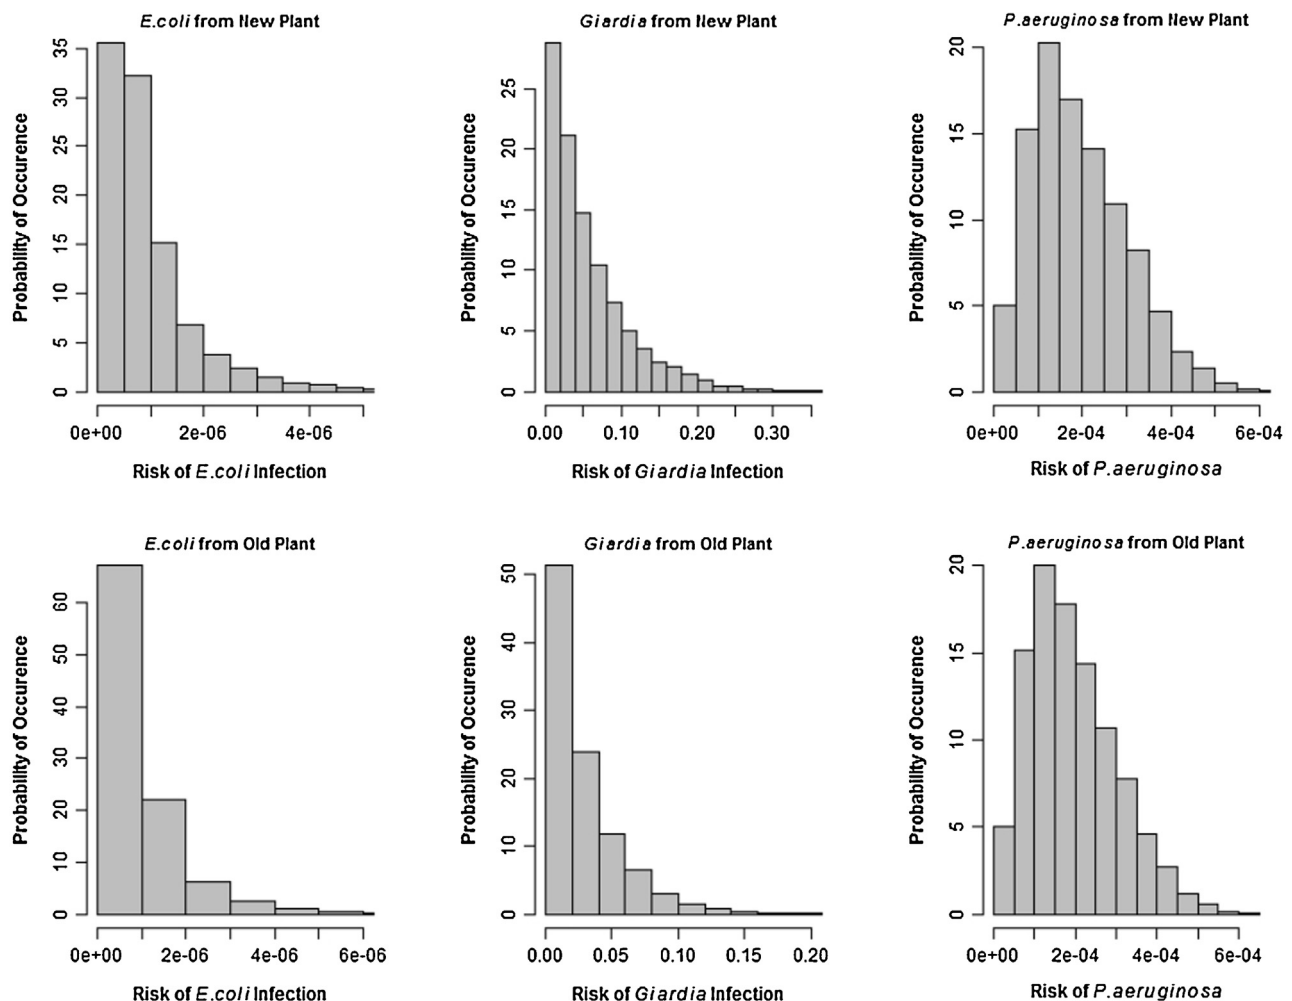 E.coli from New Plant
Probability of Occurence
35
30
25
20
15
10
5
0
0e+00 2e-06 4e-06
Risk of E.coli Infection
Giardia from New Plant
Probability of Occurence
25
20
15
10
5
0
0.00 0.10 0.20 0.30
Risk of Giardia Infection
P.aeruginosa from New Plant
Probability of Occurence
20
15
10
5
0
0e+00 2e-04 4e-04 6e-04
Risk of P.aeruginosa
E.coli from Old Plant
Probability of Occurence
60
50
40
30
20
10
0
0e+00 2e-06 4e-06 6e-06
Risk of E.coli Infection
Giardia from Old Plant
Probability of Occurence
50
40
30
20
10
0
0.00 0.05 0.10 0.15 0.20
Risk of Giardia Infection
P.aeruginosa from Old Plant
Probability of Occurence
20
15
10
5
0
0e+00 2e-04 4e-04 6e-04
Risk of P.aeruginosa